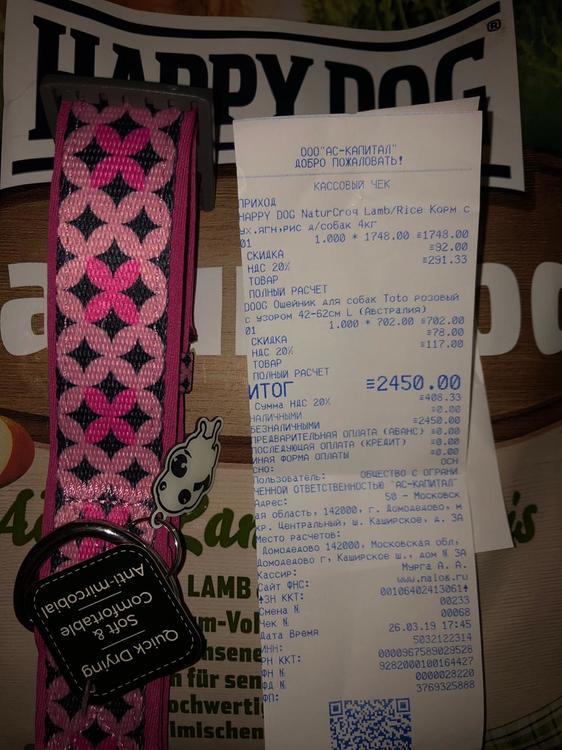 HAPPY DOG®
ООО"АС-КАПИТАЛ"
ДОБРО ПОЖАЛОВАТЬ!
КАССОВЫЙ ЧЕК
ПРИХОД
HAPPY DOG NaturCroq Lamb/Rice Корм с
ух.ягн,рис д/собак 4кг
01 1.000 * 1748.00 ≡1748.00
СКИДКА ≡92.00
НДС 20% ≡291.33
ТОВАР
ПОЛНЫЙ РАСЧЕТ
DOOG Ошейник для собак Toto розовый
с узором 42-62см L (Австралия)
01 1.000 * 702.00 ≡702.00
СКИДКА ≡78.00
НДС 20% ≡117.00
ТОВАР
ПОЛНЫЙ РАСЧЕТ
ИТОГ ≡2450.00
Сумма НДС 20% ≡408.33
НАЛИЧНЫМИ ≡0.00
БЕЗНАЛИЧНЫМИ ≡2450.00
ПРЕДВАРИТЕЛЬНАЯ ОПЛАТА (АВАНС) ≡0.00
ПОСЛЕДУЮЩАЯ ОПЛАТА (КРЕДИТ) ≡0.00
ИНАЯ ФОРМА ОПЛАТЫ ≡0.00
СНО: ОСН
Пользователь: ОБЩЕСТВО С ОГРАНИ
ЧЕННОЙ ОТВЕТСТВЕННОСТЬЮ "АС-КАПИТАЛ"
Адрес: 50 - Московск
ая область, 142000, г. Домодедово, м
кр. Центральный, ш. Каширское, д. 3А
Место расчетов:
Домодедово 142000, Московская обл,
Домодедово г, Каширское ш., дом № 3А
Кассир: Мурга А. А.
Сайт ФНС: www.nalog.ru
ЗН ККТ: 00106402413061
Смена № 00233
Чек № 00068
Дата Время 26.03.19 17:45
ИНН: 5032122314
РН ККТ: 0000967589029528
ФН № 9282000100164427
ФД № 0000028220
ФП: 3769325888
Quick Drying
Soft &
Comfortable
Anti-mircobial
LAMB